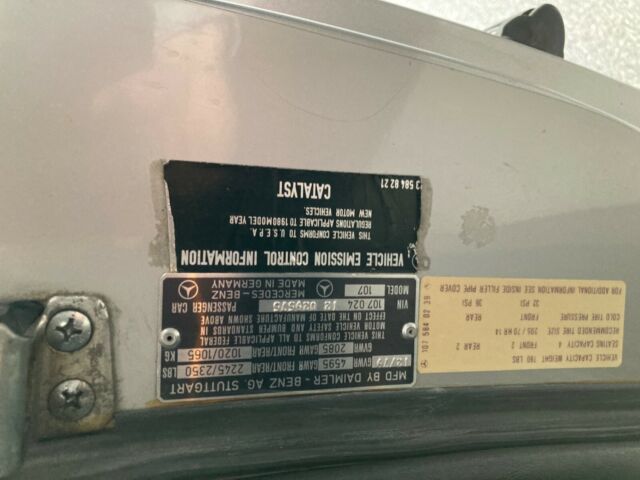 VEHICLE CAPACITY WEIGHT 780 LBS
SEATING CAPACITY 4 FRONT 2 REAR 2
RECOMMENDED TIRE SIZE 205 / 70 HR 14
COLD TIRE PRESSURE FRONT REAR
32 PSI 36 PSI
FOR ADDITIONAL INFORMATION SEE ON INSIDE FILLER PIPE COVER
107 584 02 39
MFD BY DAIMLER - BENZ AG, STUTTGART
12/79 GVWR 4595 GAWR FRONT/REAR 2245/2350 LBS
GVWR 2085 GAWR FRONT/REAR 1020/1065 KG
THIS VEHICLE CONFORMS TO ALL APPLICABLE FEDERAL
MOTOR VEHICLE SAFETY AND BUMPER STANDARDS IN
EFFECT ON THE DATE OF MANUFACTURE SHOWN ABOVE
VIN 107 024 12 PASSENGER CAR
MODEL 107 MERCEDES-BENZ
MADE IN GERMANY
VEHICLE EMISSION CONTROL INFORMATION
THIS VEHICLE CONFORMS TO U.S.E.P.A.
REGULATIONS APPLICABLE TO 1980 MODEL YEAR
NEW MOTOR VEHICLES.
CATALYST
3 584 82 21